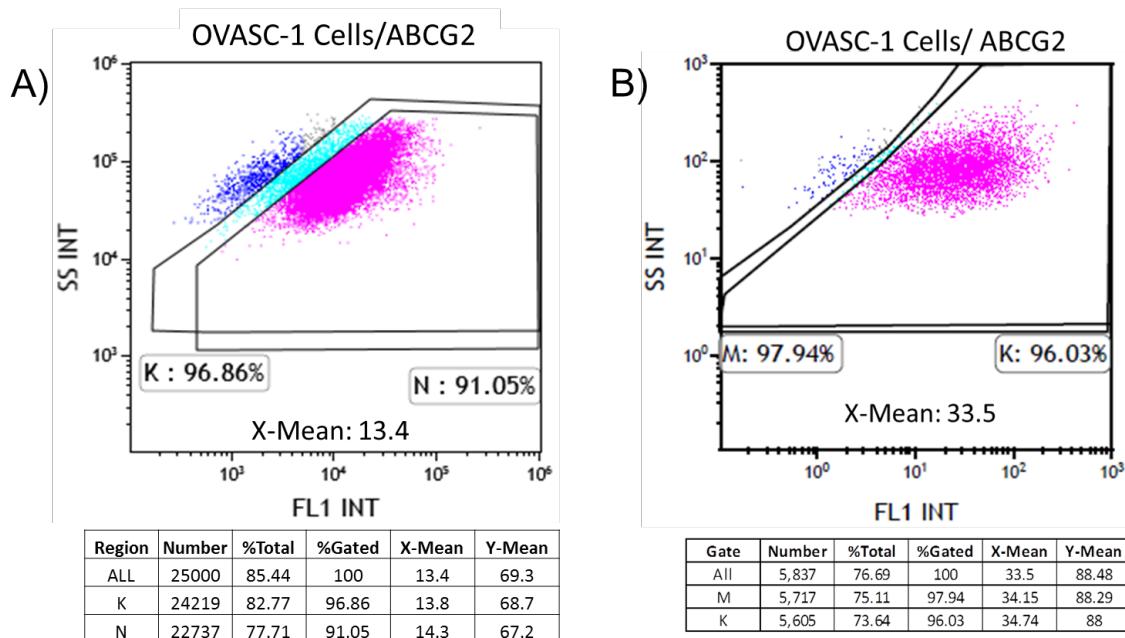 A)
OVASC-1 Cells/ABCG2
10⁶
10⁵
10⁴
10³
SS INT
K : 96.86%
N : 91.05%
X-Mean: 13.4
10³ 10⁴ 10⁵ 10⁶
FL1 INT
Region Number %Total %Gated X-Mean Y-Mean
ALL 25000 85.44 100 13.4 69.3
K 24219 82.77 96.86 13.8 68.7
N 22737 77.71 91.05 14.3 67.2
B)
OVASC-1 Cells/ ABCG2
10³
10²
10¹
10⁰
SS INT
M: 97.94%
K: 96.03%
X-Mean: 33.5
10⁰ 10¹ 10² 10³
FL1 INT
Gate Number %Total %Gated X-Mean Y-Mean
All 5,837 76.69 100 33.5 88.48
M 5,717 75.11 97.94 34.15 88.29
K 5,605 73.64 96.03 34.74 88